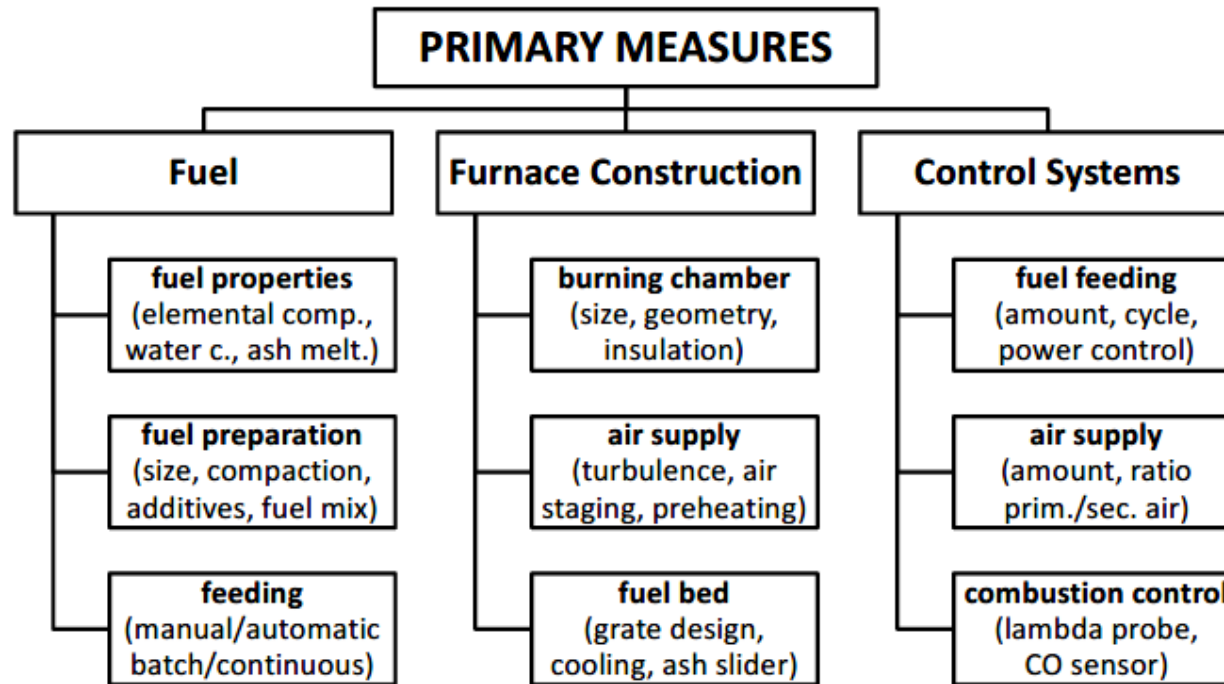 PRIMARY MEASURES
Fuel
fuel properties
(elemental comp.,
water c., ash melt.)
fuel preparation
(size, compaction,
additives, fuel mix)
feeding
(manual/automatic
batch/continuous)
Furnace Construction
burning chamber
(size, geometry,
insulation)
air supply
(turbulence, air
staging, preheating)
fuel bed
(grate design,
cooling, ash slider)
Control Systems
fuel feeding
(amount, cycle,
power control)
air supply
(amount, ratio
prim./sec. air)
combustion control
(lambda probe,
CO sensor)